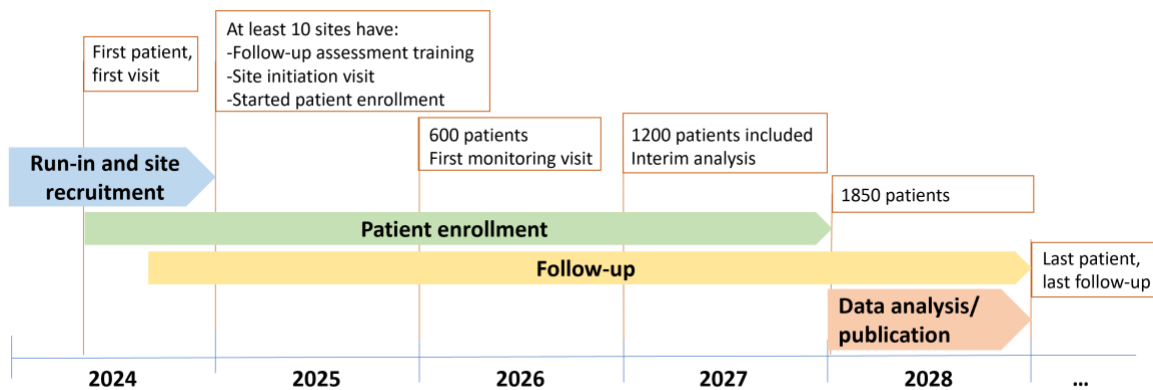 First patient,
first visit
At least 10 sites have:
-Follow-up assessment training
-Site initiation visit
-Started patient enrollment
600 patients
First monitoring visit
1200 patients included
Interim analysis
1850 patients
Last patient,
last follow-up
Run-in and site
recruitment
Patient enrollment
Follow-up
Data analysis/
publication
2024
2025
2026
2027
2028
...